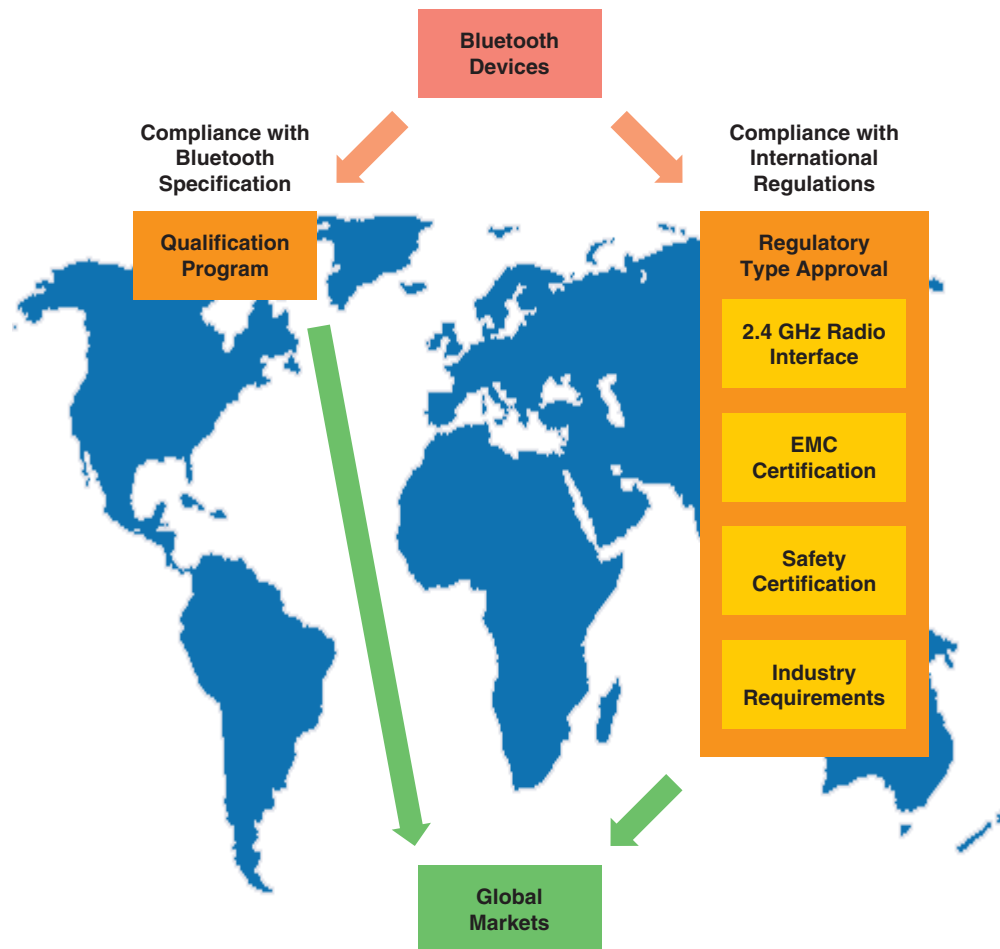 Bluetooth
Devices
Compliance with
Bluetooth
Specification
Compliance with
International
Regulations
Qualification
Program
Regulatory
Type Approval
2.4 GHz Radio
Interface
EMC
Certification
Safety
Certification
Industry
Requirements
Global
Markets